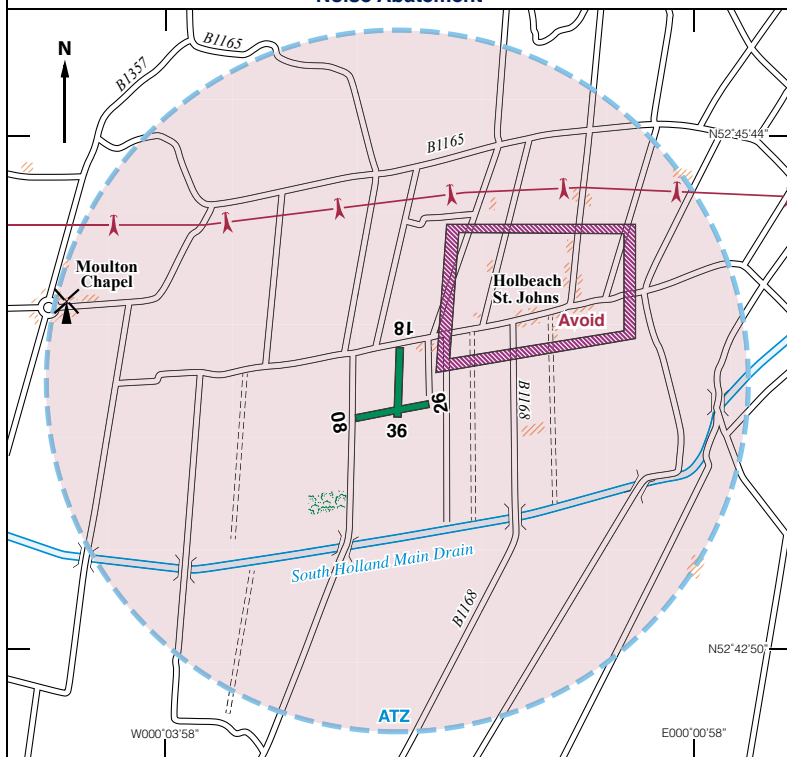 Noise Abatement
N
B1165
B1357
B1165
N52°45'44"
Moulton
Chapel
Holbeach
St. Johns
Avoid
18
08
36
26
B1168
South Holland Main Drain
B1168
N52°42'50"
ATZ
W000°03'58"
E000°00'58"